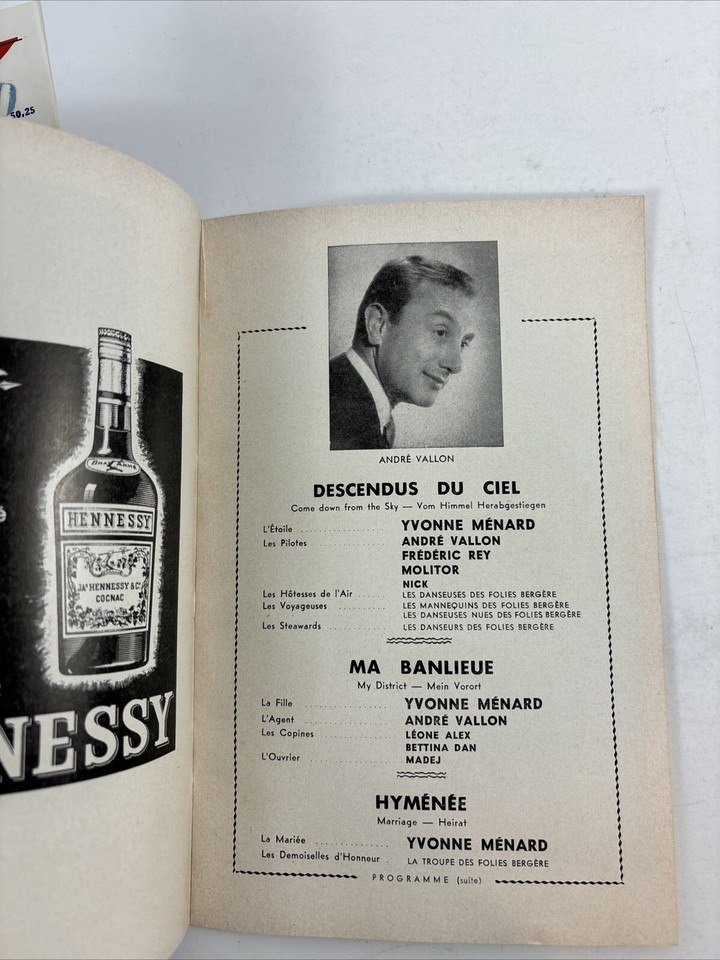 50,25
HENNESSY
JAS HENNESSY & Co.
COGNAC
NNESSY
ANDRÉ VALLON
DESCENDUS DU CIEL
Come down from the Sky — Vom Himmel Herabgestiegen
L'Étoile . . . . . . . . . . . . . . . YVONNE MÉNARD
Les Pilotes ANDRÉ VALLON
FRÉDÉRIC REY
MOLITOR
NICK
Les Hôtesses de l'Air . . . . . LES DANSEUSES DES FOLIES BERGÈRE
Les Voyageuses . . . . . . . . LES MANNEQUINS DES FOLIES BERGÈRE
LES DANSEUSES NUES DES FOLIES BERGÈRE
Les Steawards . . . . . . . . . LES DANSEURS DES FOLIES BERGÈRE
MA BANLIEUE
My District — Mein Vorort
La Fille . . . . . . . . . . . . . . YVONNE MÉNARD
L'Agent . . . . . . . . . . . . . . ANDRÉ VALLON
Les Copines . . . . . . . . . . . LÉONE ALEX
BETTINA DAN
L'Ouvrier . . . . . . . . . . . . . MADEJ
HYMÉNÉE
Marriage — Heirat
La Mariée . . . . . . . . . . . . YVONNE MÉNARD
Les Demoiselles d'Honneur . LA TROUPE DES FOLIES BERGÈRE
PROGRAMME (suite)